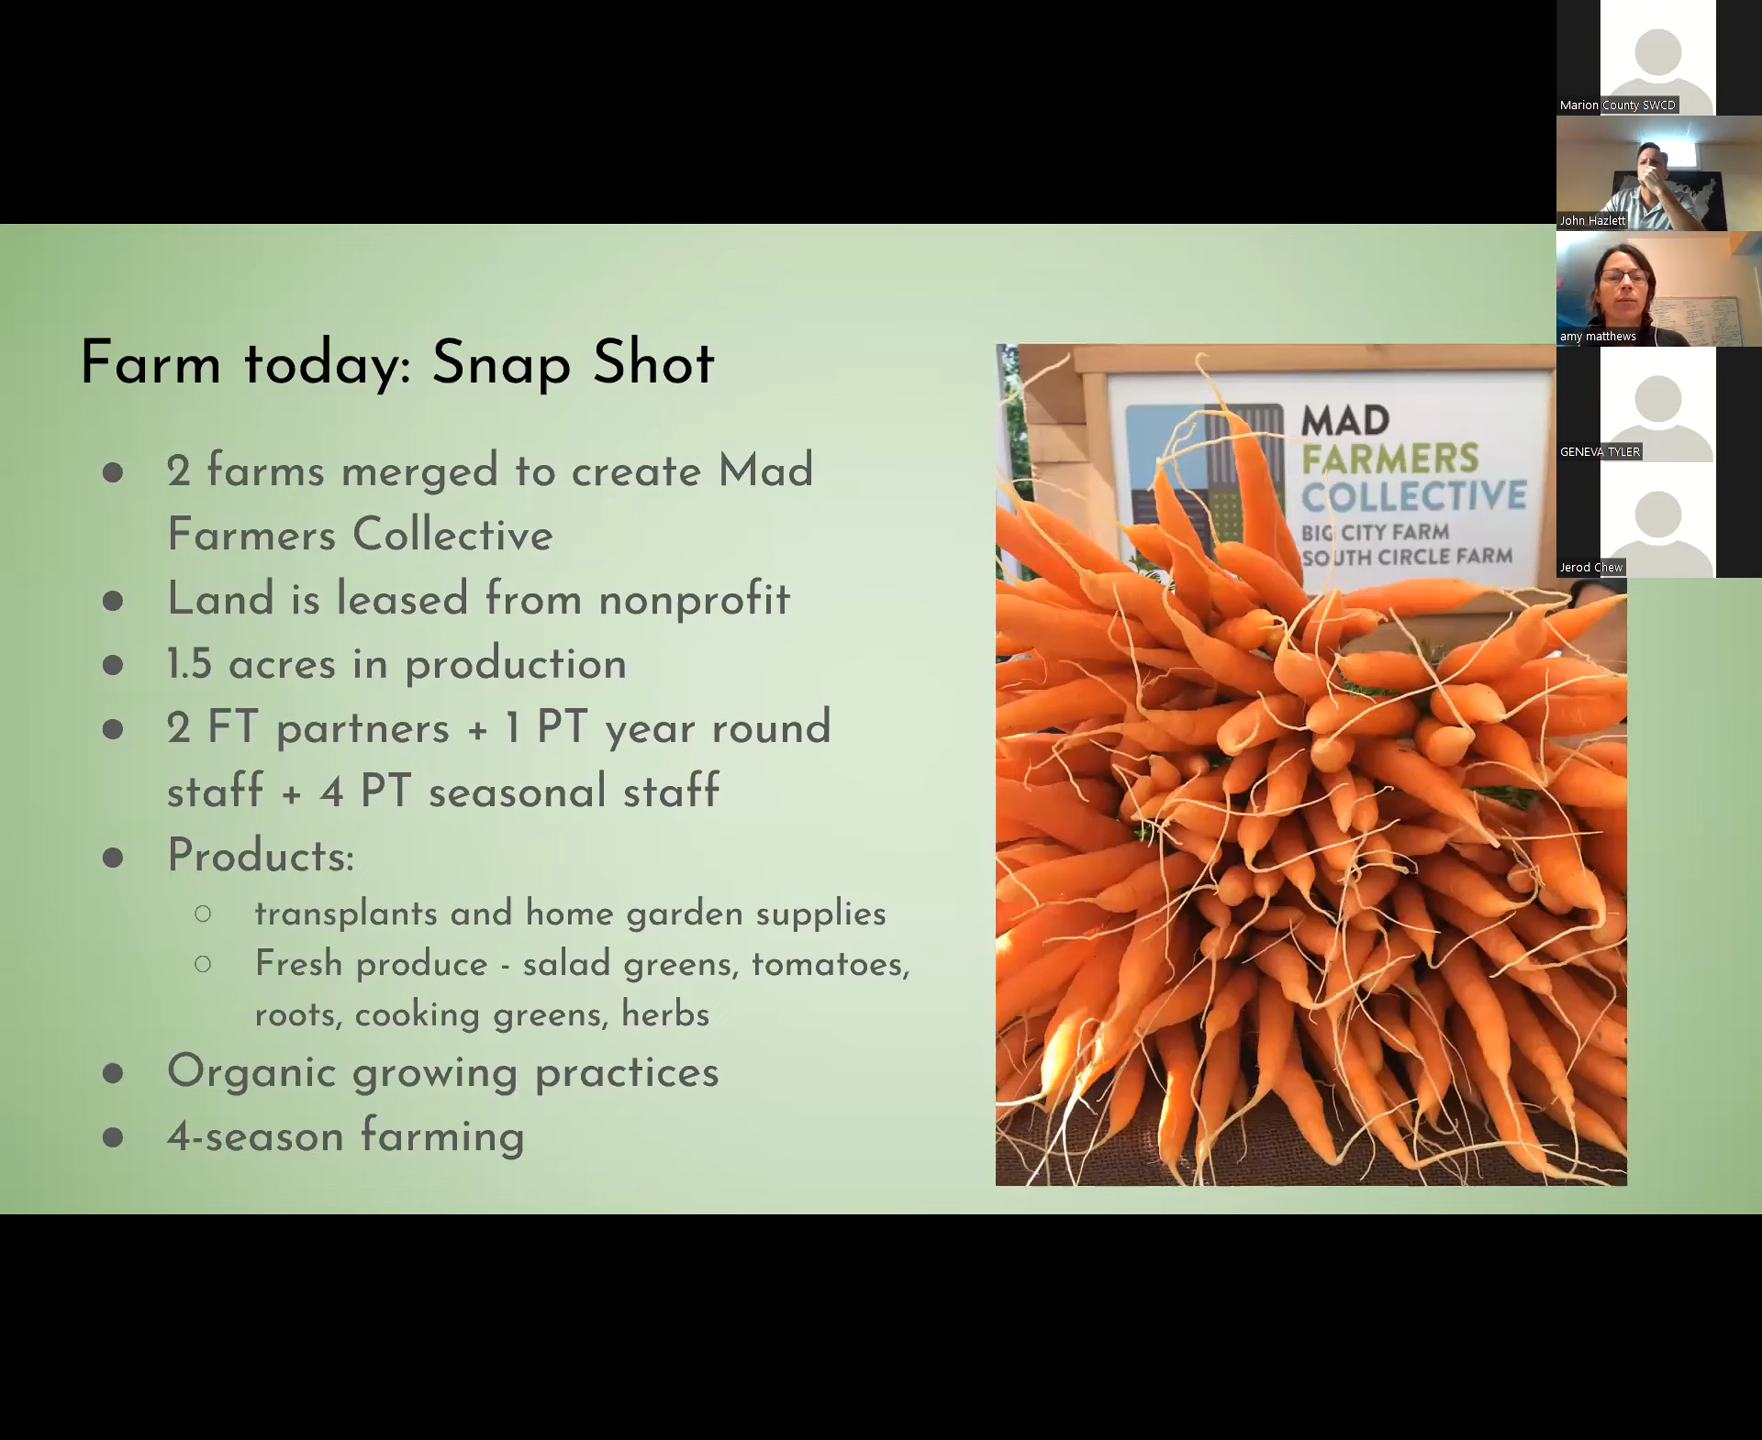 Farm today: Snap Shot
● 2 farms merged to create Mad
Farmers Collective
● Land is leased from nonprofit
● 1.5 acres in production
● 2 FT partners + 1 PT year round
staff + 4 PT seasonal staff
● Products:
○ transplants and home garden supplies
○ Fresh produce - salad greens, tomatoes,
roots, cooking greens, herbs
● Organic growing practices
● 4-season farming
MAD
FARMERS
COLLECTIVE
BIG CITY FARM
SOUTH CIRCLE FARM
Marion County SWCD
John Hazlett
amy matthews
GENEVA TYLER
Jerod Chew